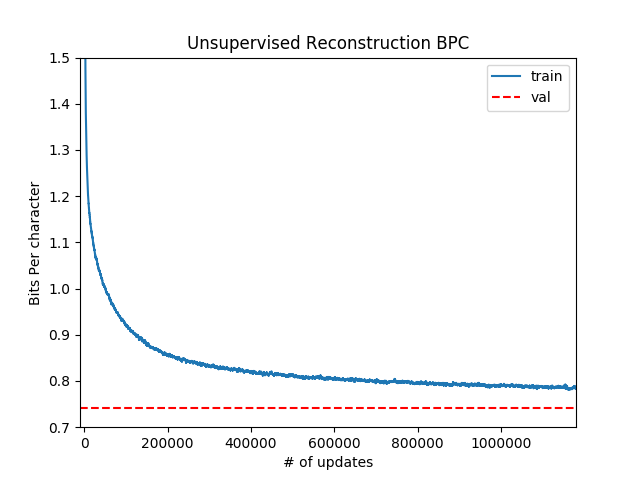 Unsupervised Reconstruction BPC
train
val
Bits Per character
1.5
1.4
1.3
1.2
1.1
1.0
0.9
0.8
0.7
0 200000 400000 600000 800000 1000000
# of updates